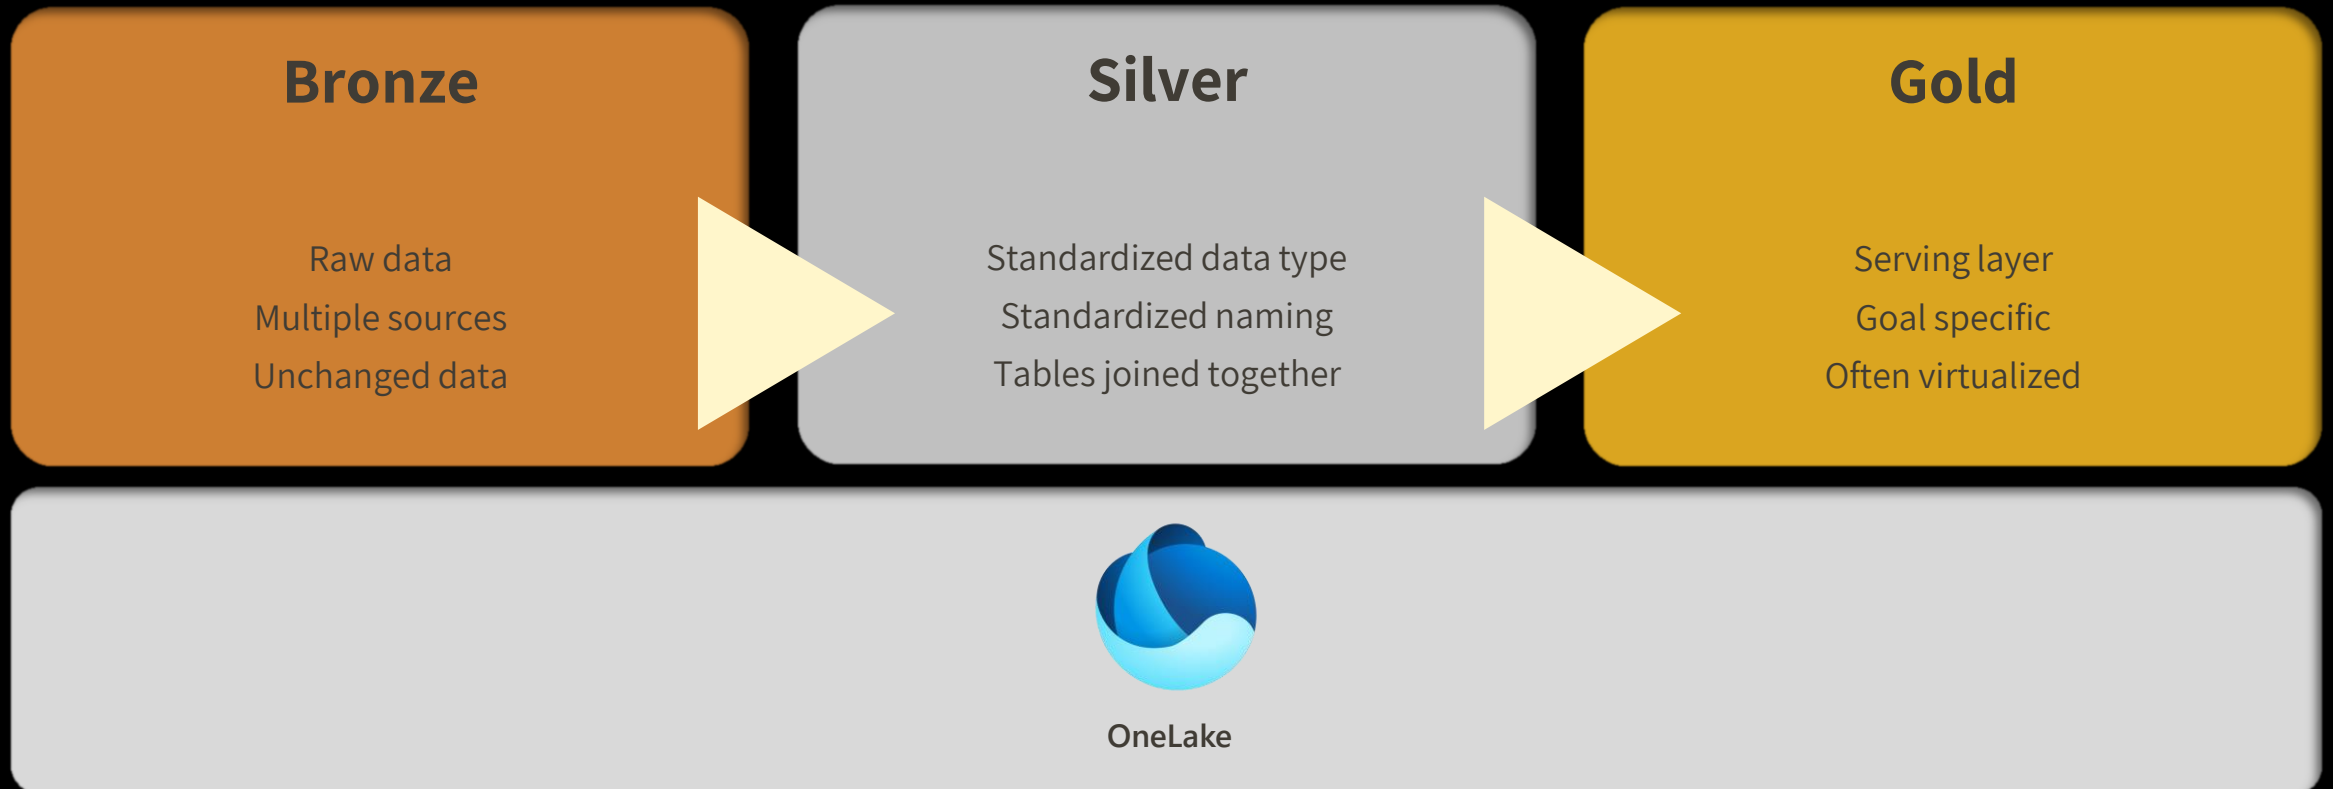 Bronze
Raw data
Multiple sources
Unchanged data
Silver
Standardized data type
Standardized naming
Tables joined together
Gold
Serving layer
Goal specific
Often virtualized
OneLake